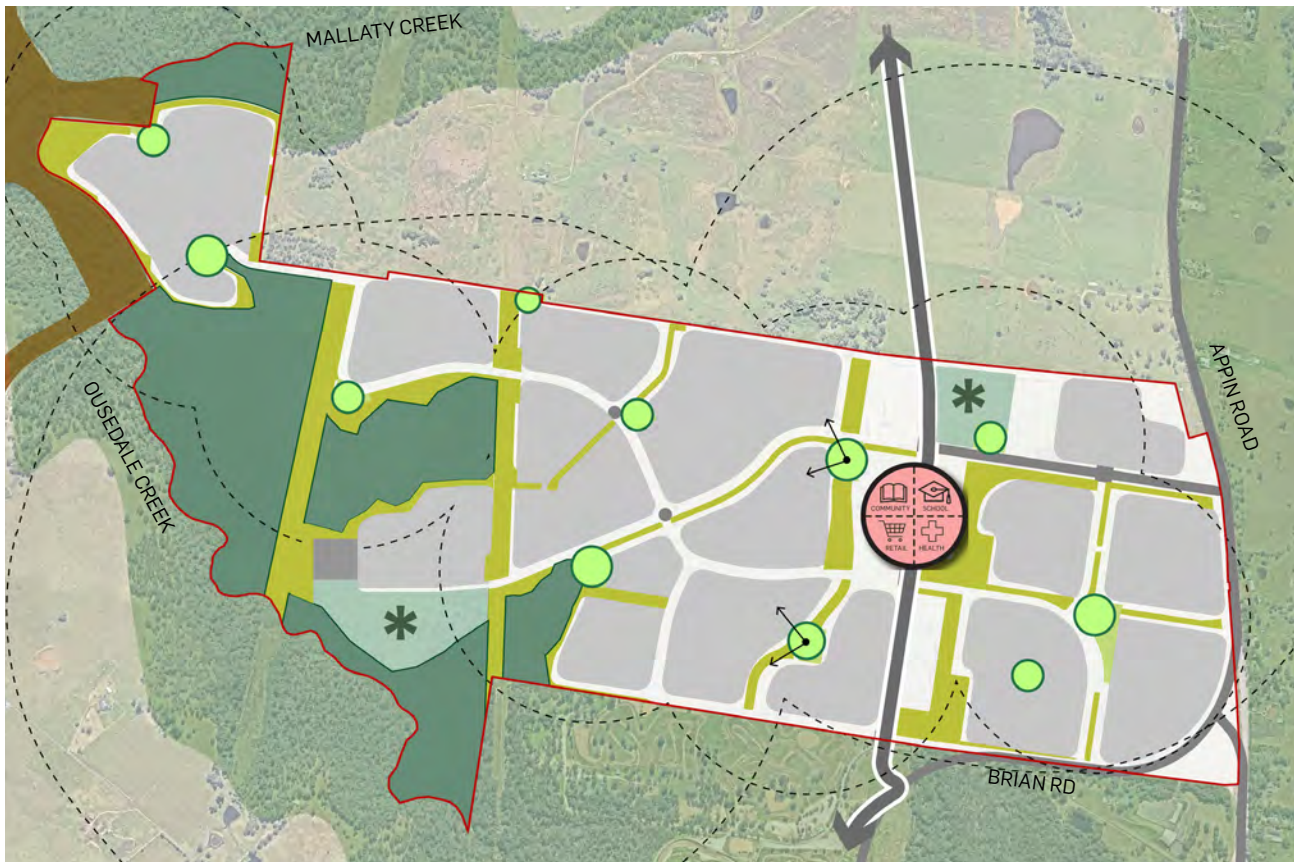 MALLATY CREEK
OUSEDALE CREEK
APPIN ROAD
COMMUNITY
SCHOOL
RETAIL
HEALTH
BRIAN RD